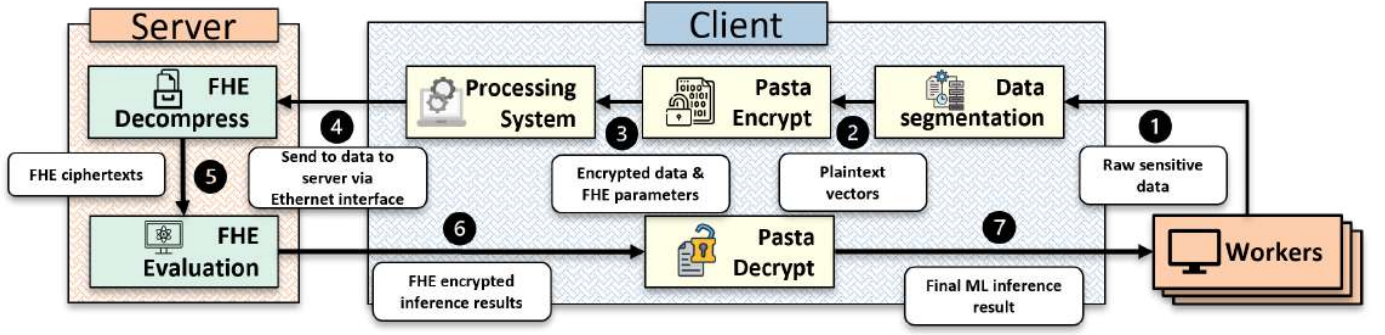 Server
Client
FHE
Decompress
Processing
System
Pasta
Encrypt
Data
segmentation
4
3
2
1
FHE ciphertexts
5
Send to data to
server via
Ethernet interface
Encrypted data &
FHE parameters
Plaintext
vectors
Raw sensitive
data
FHE
Evaluation
6
FHE encrypted
inference results
Pasta
Decrypt
7
Final ML inference
result
Workers